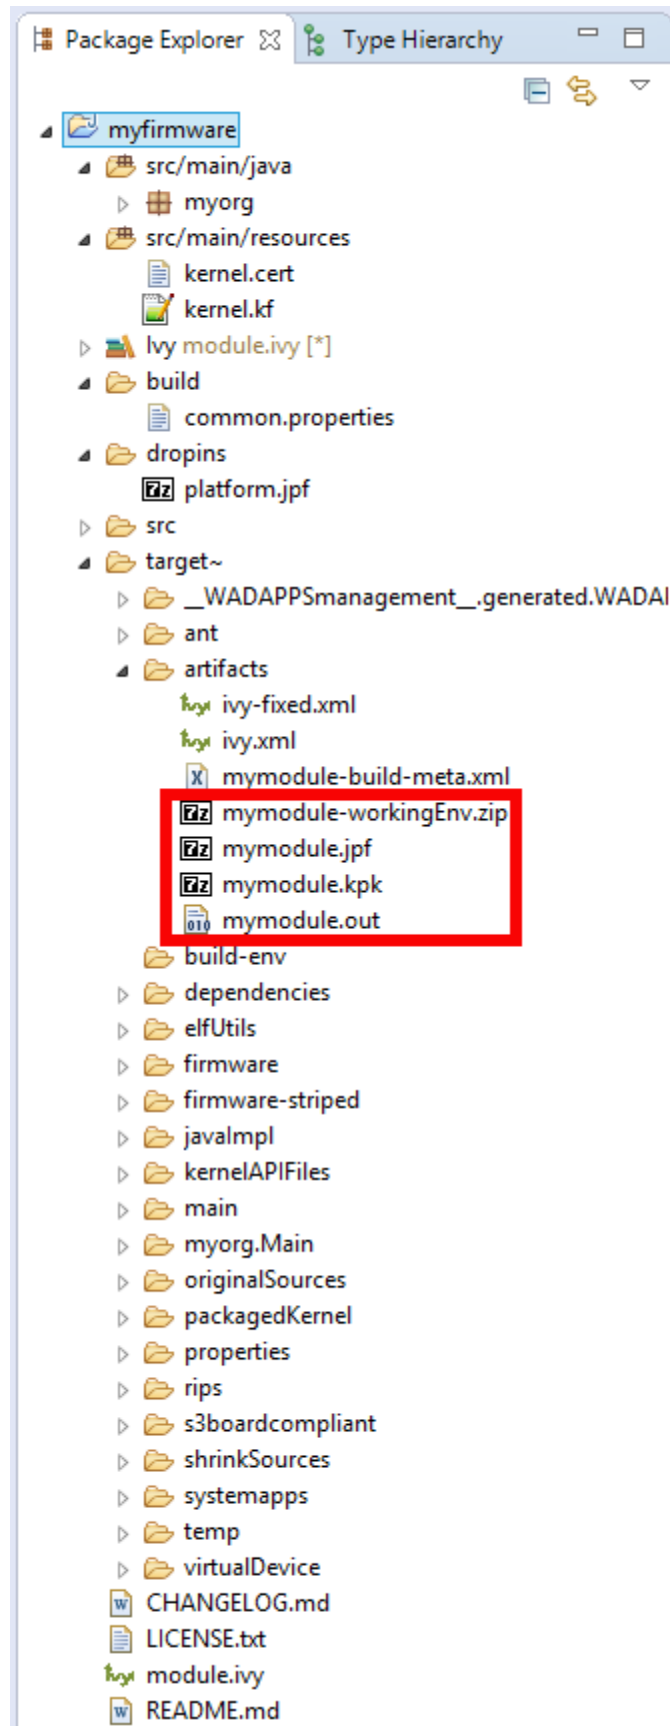 Package Explorer Type Hierarchy
myfirmware
src/main/java
myorg
src/main/resources
kernel.cert
kernel.kf
Ivy module.ivy [*]
build
common.properties
dropins
platform.jpf
src
target~
__WADAPPSmanagement__.generated.WADAI
ant
artifacts
ivy-fixed.xml
ivy.xml
mymodule-build-meta.xml
mymodule-workingEnv.zip
mymodule.jpf
mymodule.kpk
mymodule.out
build-env
dependencies
elfUtils
firmware
firmware-striped
javaImpl
kernelAPIFiles
main
myorg.Main
originalSources
packagedKernel
properties
rips
s3boardcompliant
shrinkSources
systemapps
temp
virtualDevice
CHANGELOG.md
LICENSE.txt
module.ivy
README.md